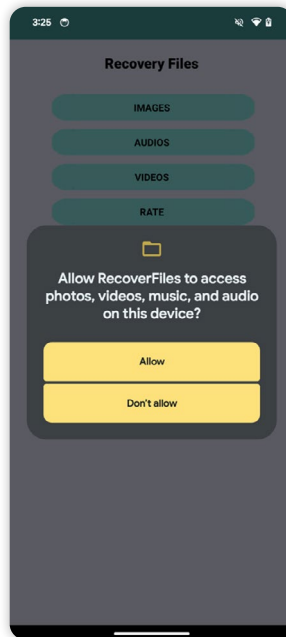 3:25
Recovery Files
IMAGES
AUDIOS
VIDEOS
RATE
Allow RecoverFiles to access
photos, videos, music, and audio
on this device?
Allow
Don't allow